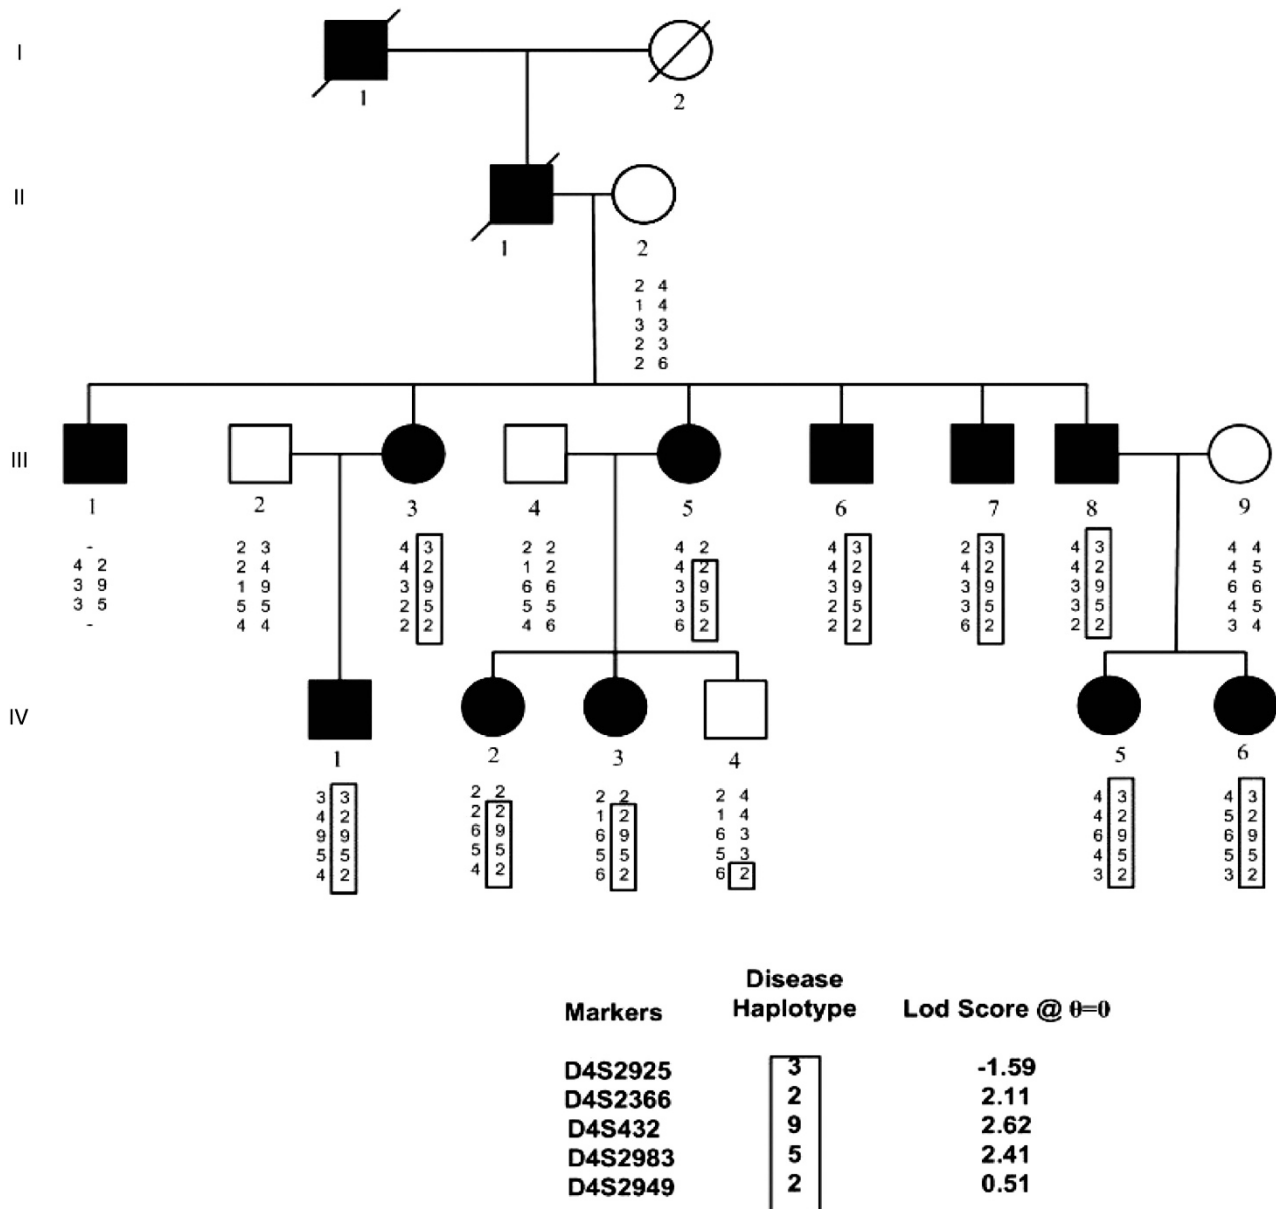 I
1 2
II
1 2
2 4
1 4
3 3
2 3
2 6
III
1 2 3 4 5 6 7 8 9
- 2 3 4 3 2 2 4 2 4 3 2 3 4 3 4 4
4 2 2 4 4 2 1 2 4 2 4 2 4 2 4 2 4 5
3 9 1 9 3 9 6 6 3 9 3 9 3 9 3 9 6 6
3 5 5 5 2 5 5 5 3 5 2 5 3 5 3 5 4 5
- 4 4 2 2 4 6 6 2 2 2 6 2 2 2 3 4
IV
1 2 3 4 5 6
3 3 2 2 2 2 2 4 4 3 4 3
4 2 2 2 1 2 1 4 4 2 5 2
9 9 6 9 6 9 6 3 6 9 6 9
5 5 5 5 5 5 5 3 4 5 5 5
4 2 4 2 6 2 6 2 3 2 3 2
Markers Disease Haplotype Lod Score @ θ=0
D4S2925 3 -1.59
D4S2366 2 2.11
D4S432 9 2.62
D4S2983 5 2.41
D4S2949 2 0.51